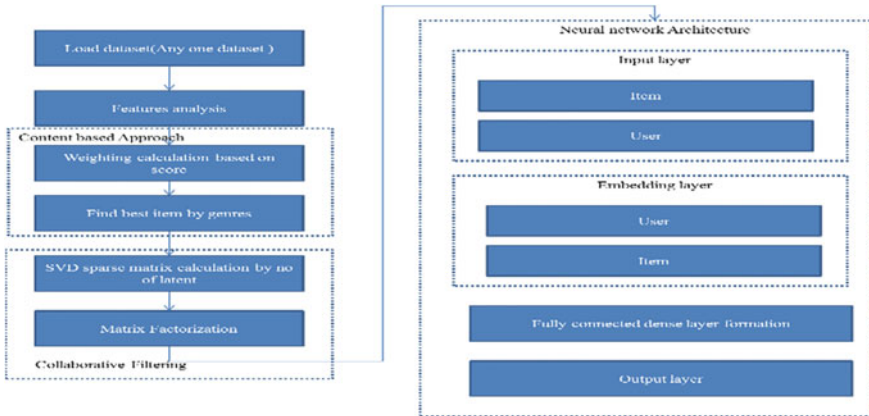 Load dataset(Any one dataset )
Features analysis
Content based Approach
Weighting calculation based on
score
Find best item by genres
SVD sparse matrix calculation by no
of latent
Matrix Factorization
Collaborative Filtering
Neural network Architecture
Input layer
Item
User
Embedding layer
User
Item
Fully connected dense layer formation
Output layer